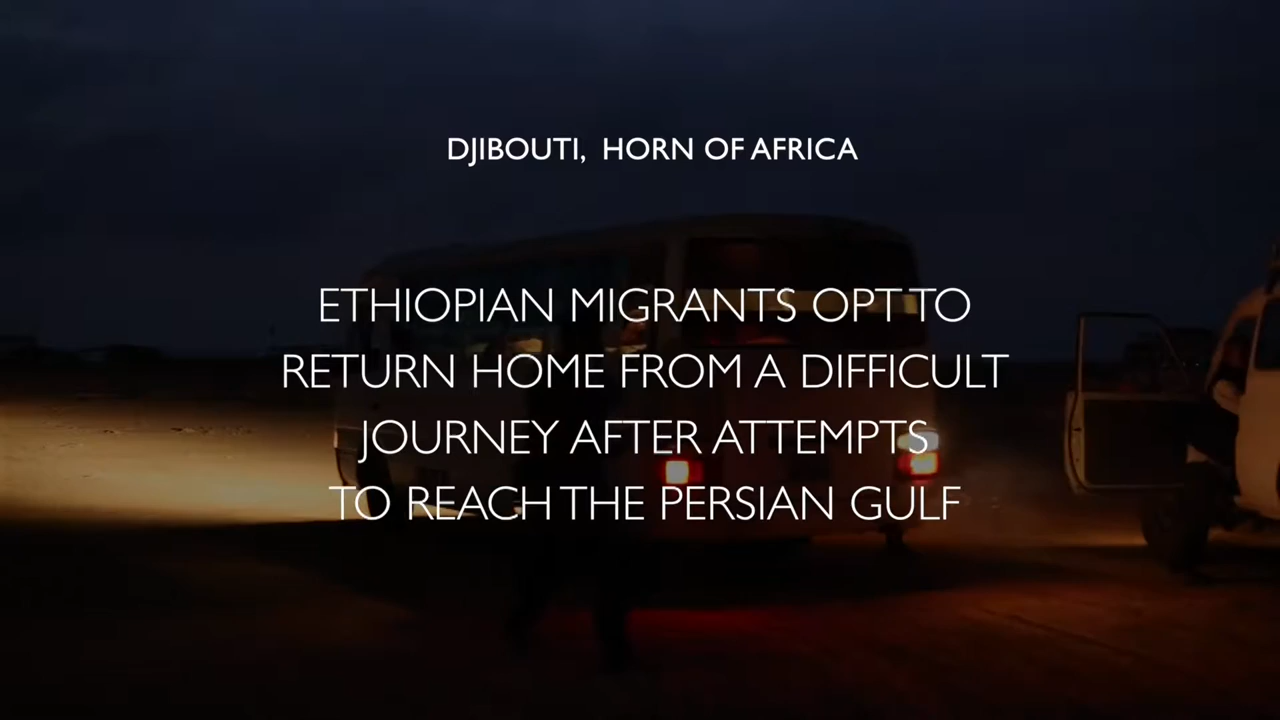 DJIBOUTI, HORN OF AFRICA
ETHIOPIAN MIGRANTS OPT TO
RETURN HOME FROM A DIFFICULT
JOURNEY AFTER ATTEMPTS
TO REACH THE PERSIAN GULF